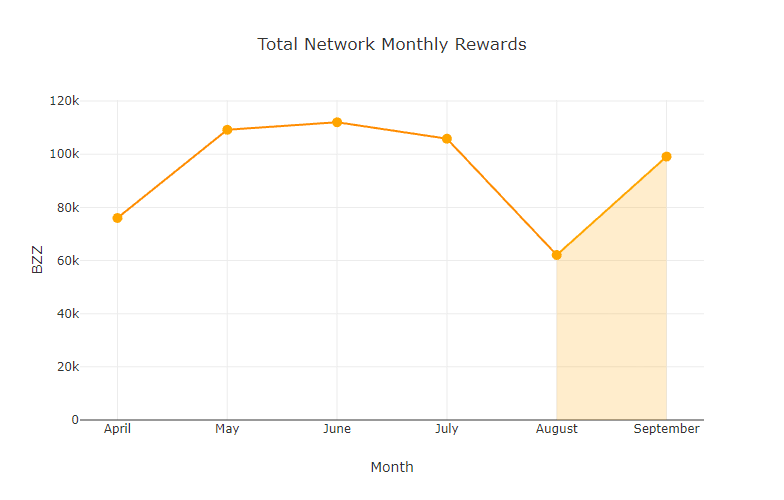 Total Network Monthly Rewards
120k
100k
80k
60k
40k
20k
0
BZZ
April May June July August September
Month